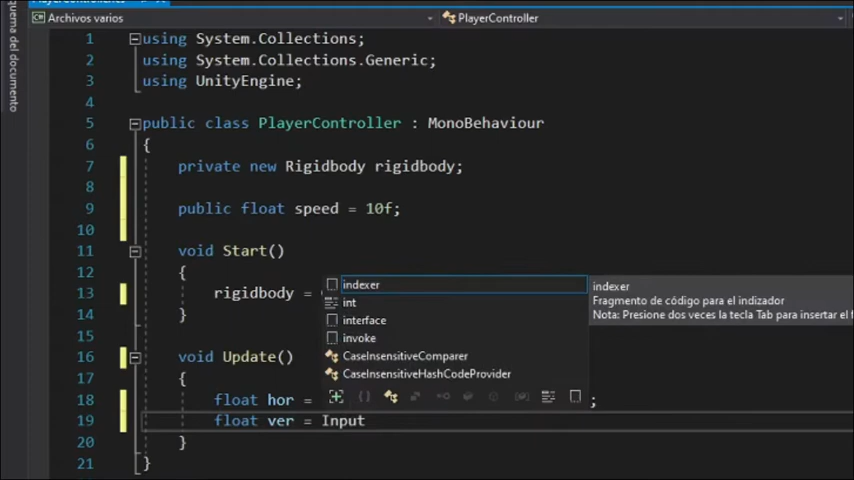 quema del documento
Archivos varios
PlayerController
1 using System.Collections;
2 using System.Collections.Generic;
3 using UnityEngine;
4
5 public class PlayerController : MonoBehaviour
6 {
7 private new Rigidbody rigidbody;
8
9 public float speed = 10f;
10
11 void Start()
12 {
13 rigidbody =
14 }
15
16 void Update()
17 {
18 float hor = ;
19 float ver = Input
20 }
21 }
indexer
int
interface
invoke
CaseInsensitiveComparer
CaseInsensitiveHashCodeProvider
indexer
Fragmento de código para el indizador
Nota: Presione dos veces la tecla Tab para insertar el f